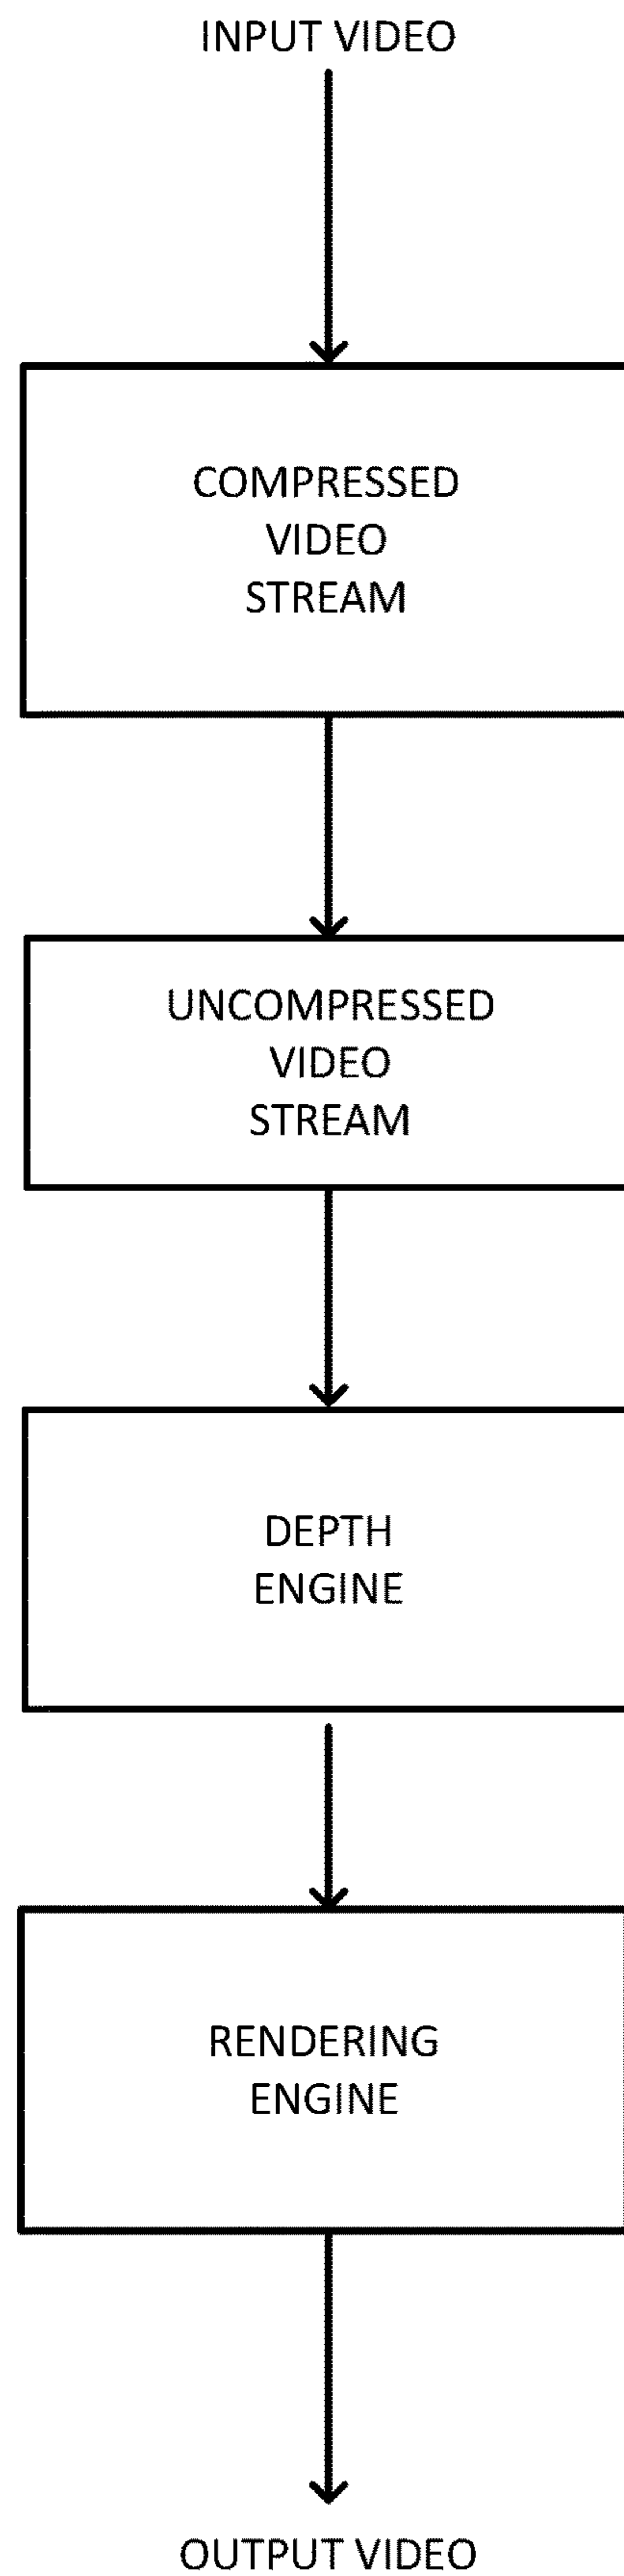 INPUT VIDEO
COMPRESSED
VIDEO
STREAM
UNCOMPRESSED
VIDEO
STREAM
DEPTH
ENGINE
RENDERING
ENGINE
OUTPUT VIDEO